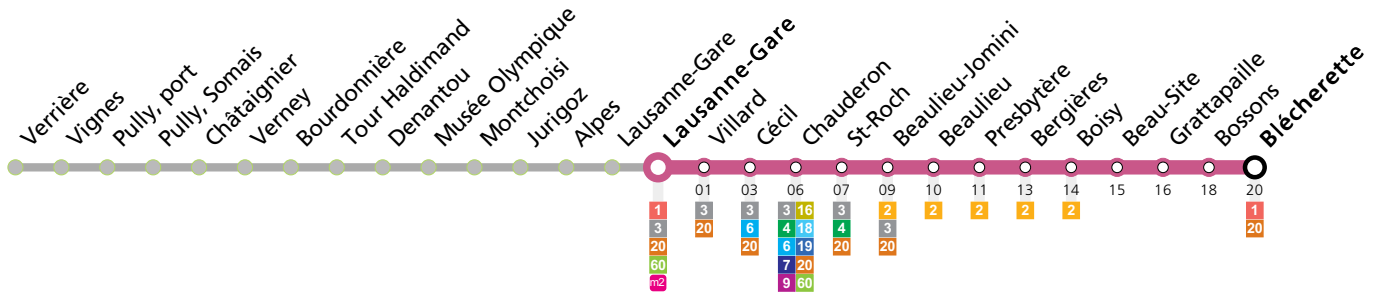 Verrière
Vignes
Pully, port
Pully, Somais
Châtaignier
Verney
Bourdonnière
Tour Haldimand
Denantou
Musée Olympique
Montchoisi
Jurigoz
Alpes
Lausanne-Gare
Lausanne-Gare
Villard
Cécil
Chauderon
St-Roch
Beaulieu-Jomini
Beaulieu
Presbytère
Bergières
Boisy
Beau-Site
Grattapaille
Bossons
Blécherette
01 03 06 07 09 10 11 13 14 15 16 18 20
1 3 3 3 16 3 2 2 2 2 2 1
3 20 6 4 18 4 3 20
20 20 6 19 20 20
60 7 20
m2 9 60